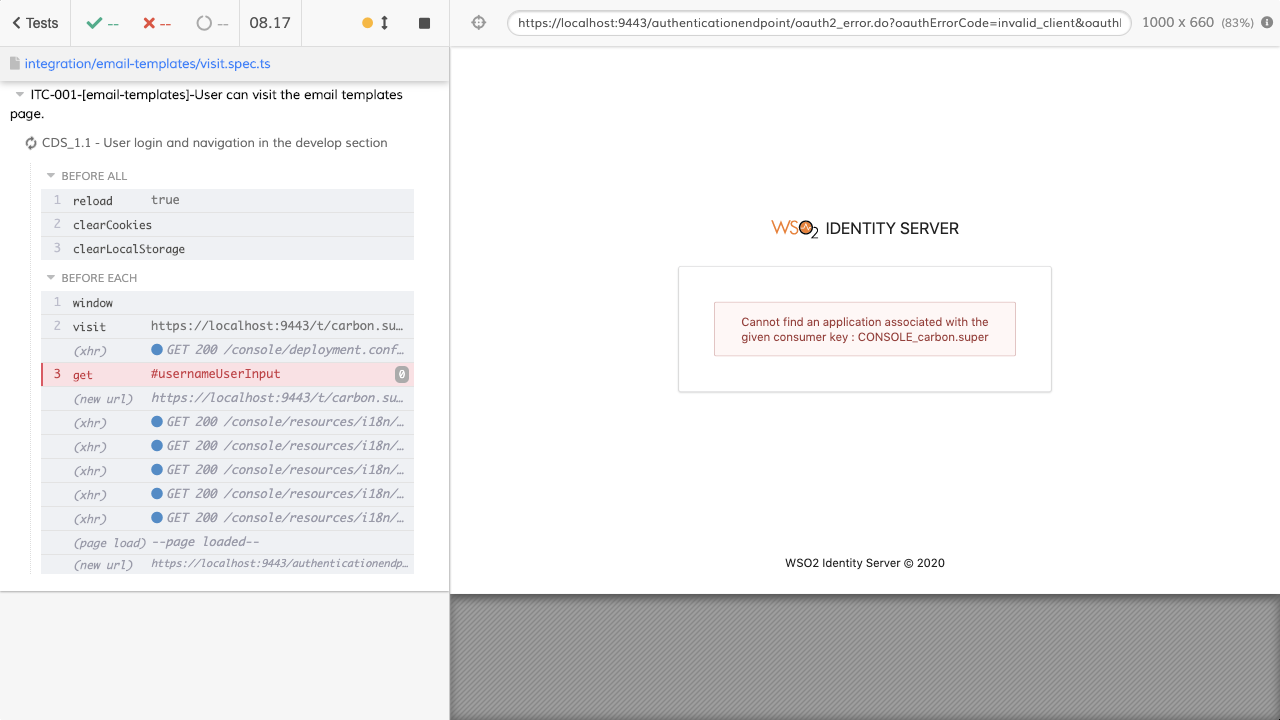 Tests
--
--
--
08.17
https://localhost:9443/authenticationendpoint/oauth2_error.do?oauthErrorCode=invalid_client&oauthl
1000 x 660 (83%)
integration/email-templates/visit.spec.ts
ITC-001-[email-templates]-User can visit the email templates
page.
CDS_1.1 - User login and navigation in the develop section
BEFORE ALL
1 reload true
2 clearCookies
3 clearLocalStorage
BEFORE EACH
1 window
2 visit https://localhost:9443/t/carbon.su…
(xhr) GET 200 /console/deployment.conf…
3 get #usernameUserInput 0
(new url) https://localhost:9443/t/carbon.su…
(xhr) GET 200 /console/resources/i18n/…
(xhr) GET 200 /console/resources/i18n/…
(xhr) GET 200 /console/resources/i18n/…
(xhr) GET 200 /console/resources/i18n/…
(xhr) GET 200 /console/resources/i18n/…
(page load) --page loaded--
(new url) https://localhost:9443/authenticationendp…
WSO2 IDENTITY SERVER
Cannot find an application associated with the
given consumer key : CONSOLE_carbon.super
WSO2 Identity Server © 2020